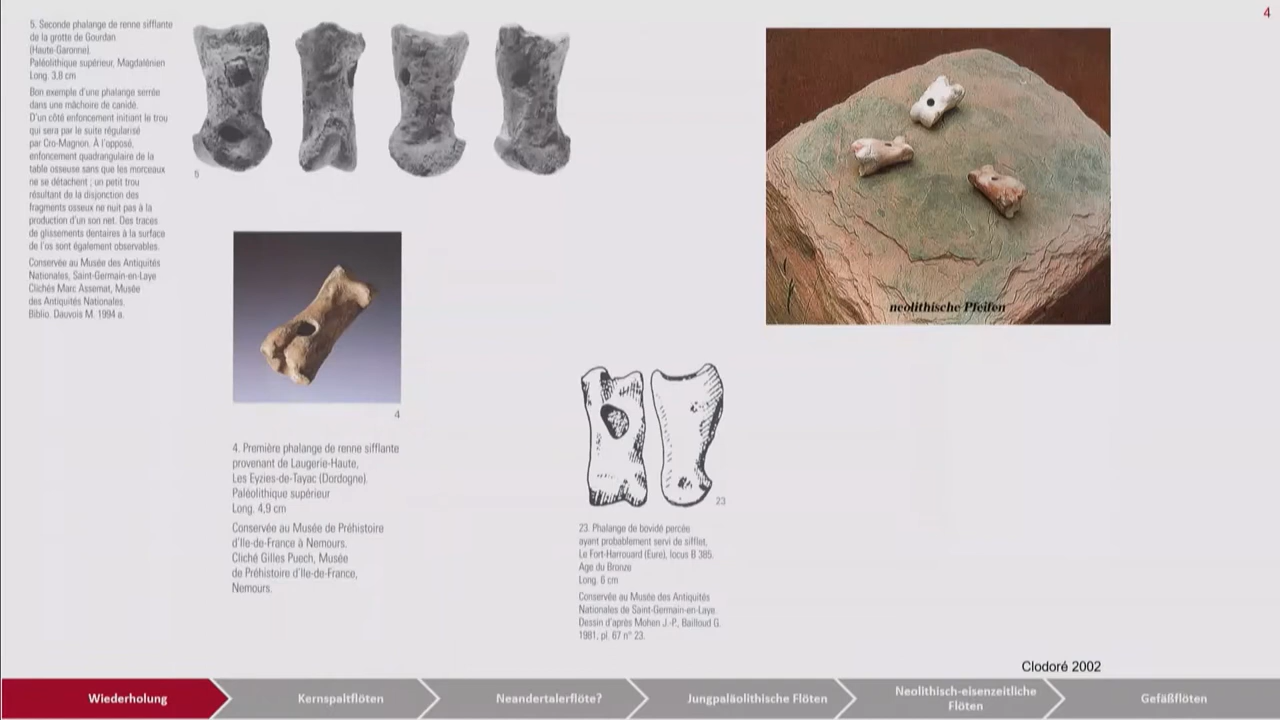 4
5. Seconde phalange de renne sifflante
de la grotte de Gourdan
(Haute-Garonne).
Paléolithique supérieur, Magdalénien
Long. 3,8 cm
Bon exemple d'une phalange serrée
dans une mâchoire de canidé.
D'un côté enfoncement initiant le trou
qui sera par le suite régularisé
par Cro-Magnon. À l'opposé,
enfoncement quadrangulaire de la
table osseuse sans que les morceaux
ne se détachent ; un petit trou
résultant de la disjonction des
fragments osseux ne nuit pas à la
production d'un son net. Des traces
de glissements dentaires à la surface
de l'os sont également observables.
Conservée au Musée des Antiquités
Nationales, Saint-Germain-en-Laye
Clichés Marc Assemat, Musée
des Antiquités Nationales.
Biblio. Dauvois M. 1994 a.
5
neolithische Pfeifen
4
4. Première phalange de renne sifflante
provenant de Laugerie-Haute,
Les Eyzies-de-Tayac (Dordogne).
Paléolithique supérieur
Long. 4,9 cm
Conservée au Musée de Préhistoire
d'Ile-de-France à Nemours.
Cliché Gilles Puech, Musée
de Préhistoire d'Ile-de-France,
Nemours.
23
23. Phalange de bovidé percée
ayant probablement servi de sifflet,
Le Fort-Harrouard (Eure), locus B 385.
Age du Bronze
Long. 6 cm
Conservée au Musée des Antiquités
Nationales de Saint-Germain-en-Laye.
Dessin d'après Mohen J.-P., Bailloud G.
1981, pl. 67 n° 23.
Clodoré 2002
Wiederholung
Kernspaltflöten
Neandertalerflöte?
Jungpaläolithische Flöten
Neolithisch-eisenzeitliche
Flöten
Gefäßflöten